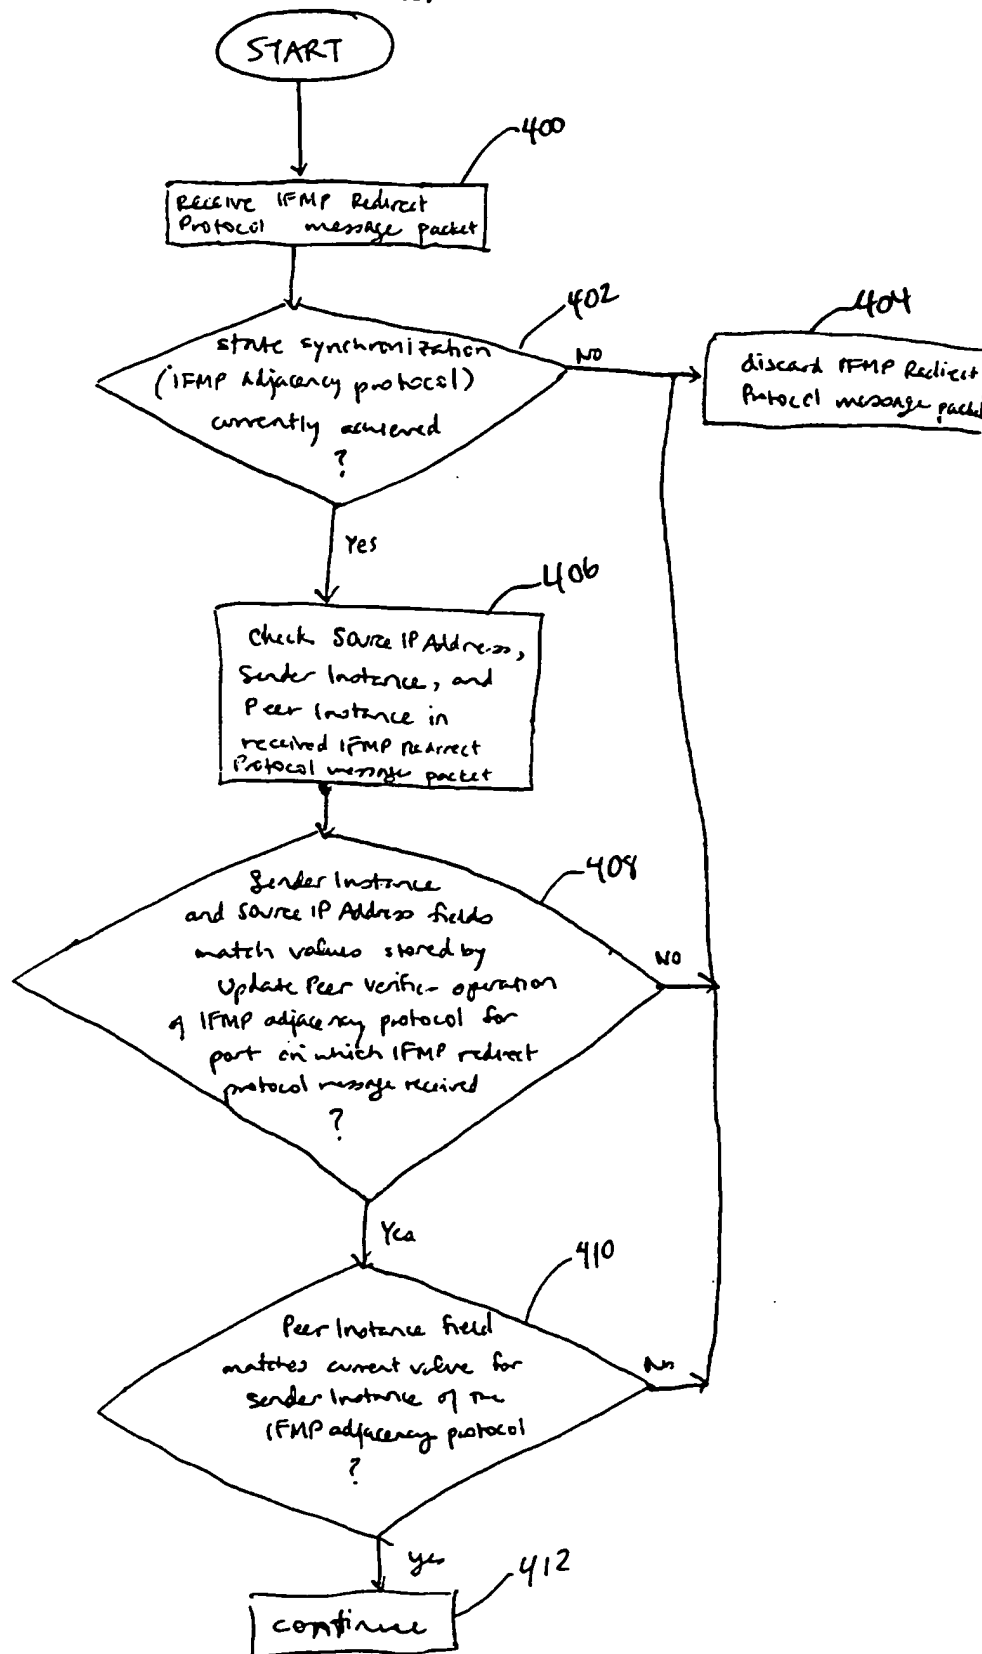 START
400
Receive IFMP Redirect
Protocol message packet
402
State synchronization
(IFMP Adjacency protocol)
currently achieved
?
NO
404
discard IFMP Redirect
Protocol message packet
Yes
406
Check Source IP Address,
Sender Instance, and
Peer Instance in
received IFMP Redirect
Protocol message packet
408
Sender Instance
and Source IP Address fields
match values stored by
Update Peer Verifier operation
of IFMP adjacency protocol for
port on which IFMP redirect
protocol message received
?
NO
Yes
410
Peer Instance field
matches current value for
Sender Instance of the
IFMP adjacency protocol
?
No
yes
412
continue